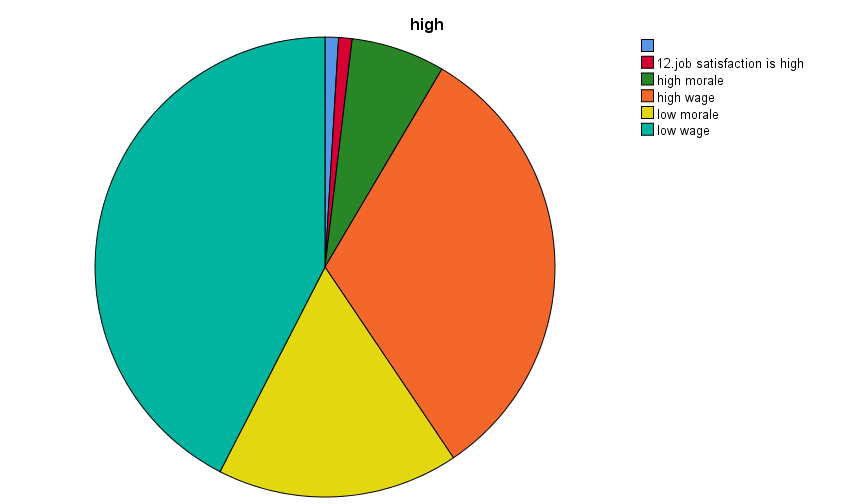 high
12.job satisfaction is high
high morale
high wage
low morale
low wage